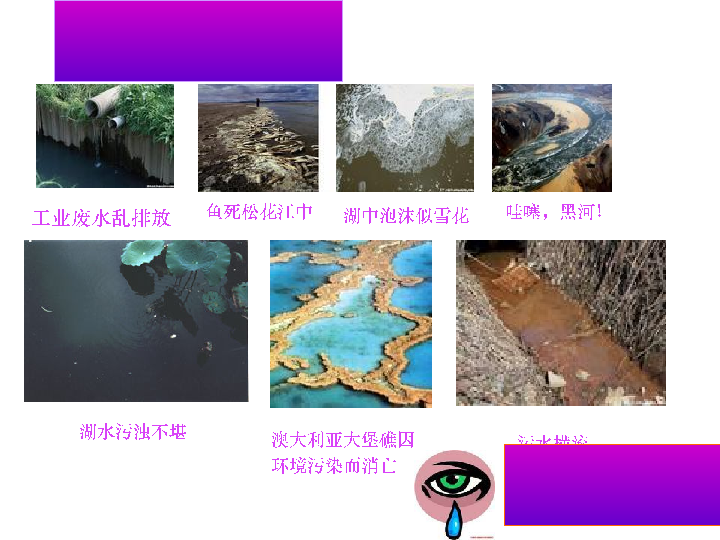 工业废水乱排放
鱼死松花江中
湖中泡沫似雪花
哇噻，黑河！
湖水污浊不堪
澳大利亚大堡礁因
环境污染而消亡
污水横流